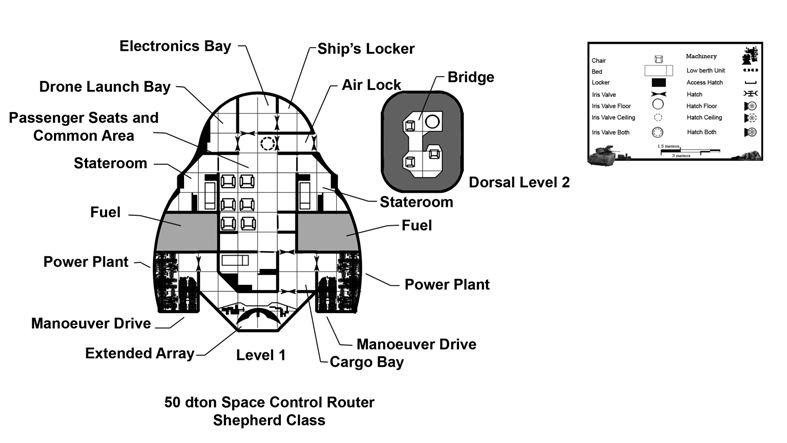 Electronics Bay
Ship's Locker
Drone Launch Bay
Air Lock
Bridge
Passenger Seats and
Common Area
Stateroom
Dorsal Level 2
Stateroom
Fuel
Fuel
Power Plant
Power Plant
Manoeuver Drive
Manoeuver Drive
Extended Array
Level 1
Cargo Bay
50 dton Space Control Router
Shepherd Class
Chair
Machinery
Bed
Low berth Unit
Locker
Access Hatch
Iris Valve
Hatch
Iris Valve Floor
Hatch Floor
Iris Valve Ceiling
Hatch Ceiling
Iris Valve Both
Hatch Both
1.5 meters
3 meters